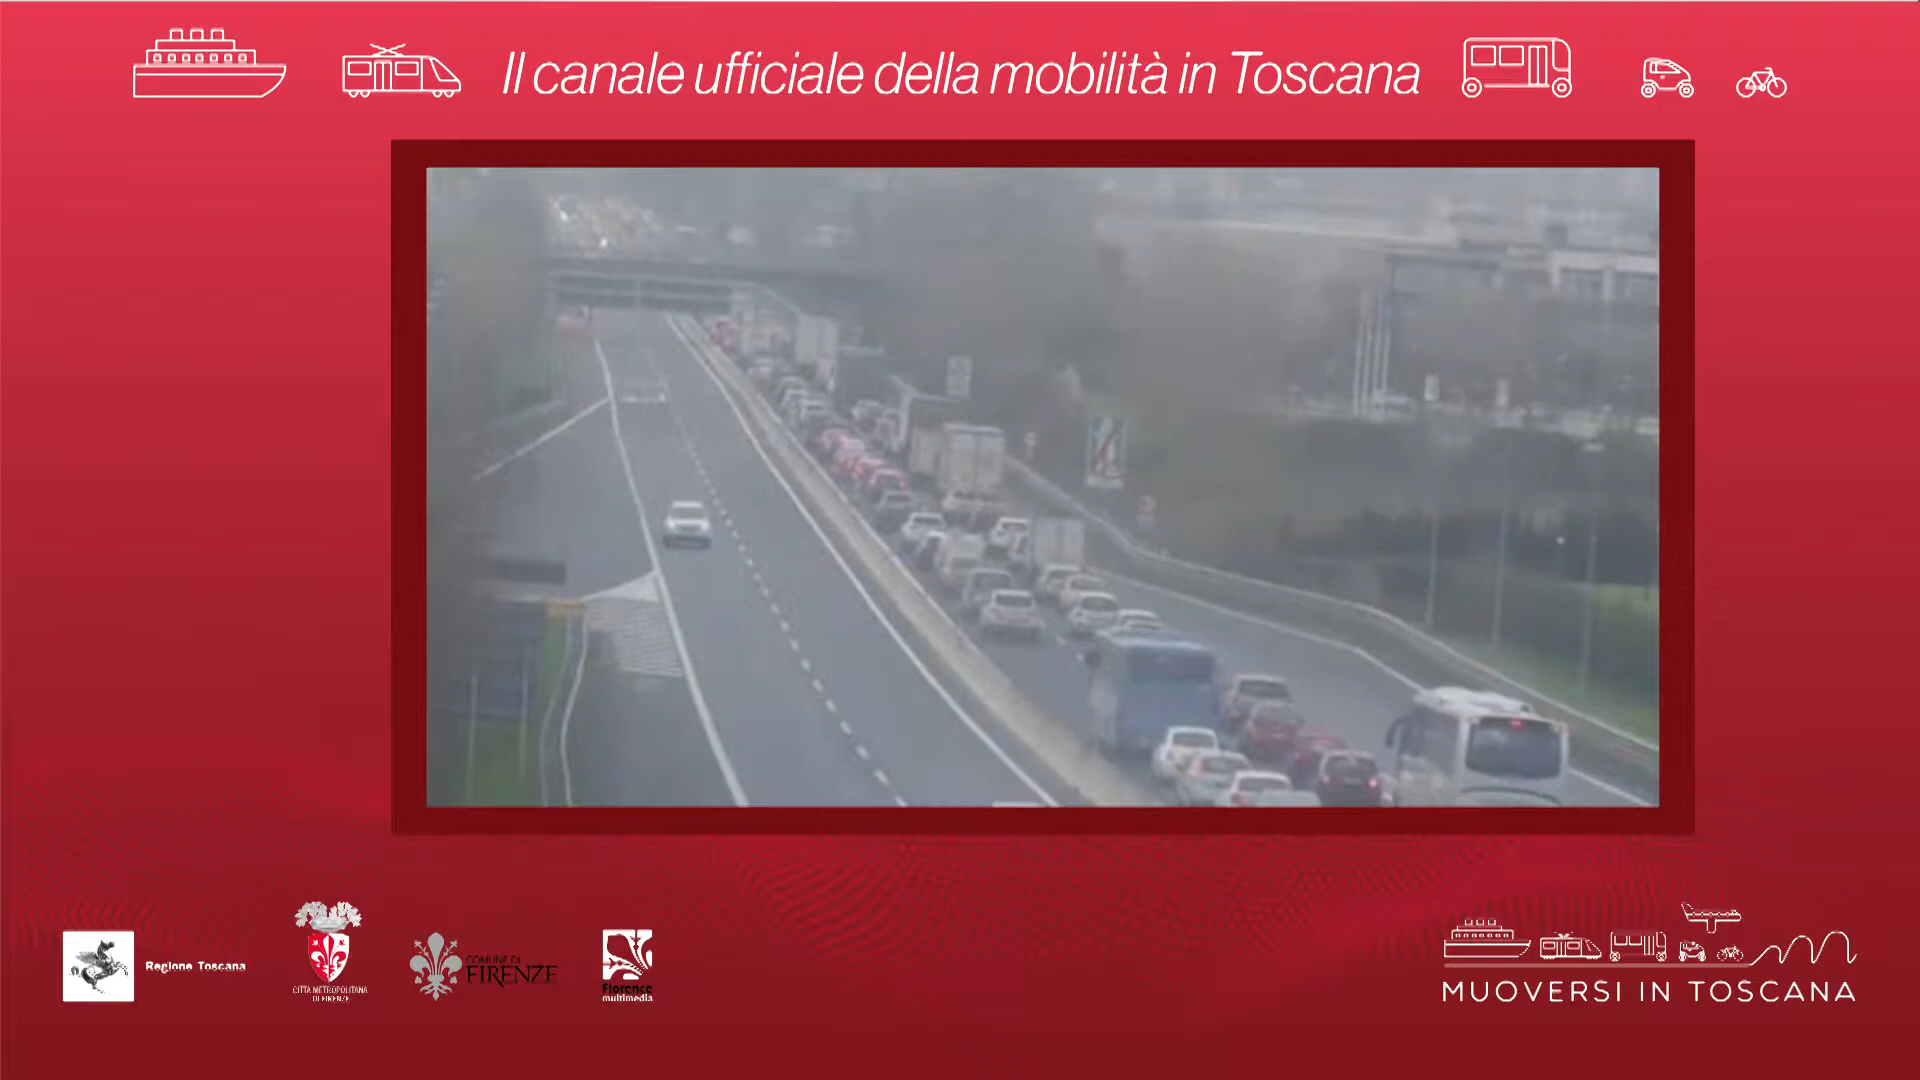 Il canale ufficiale della mobilità in Toscana
Regione Toscana
CITTÀ METROPOLITANA
DI FIRENZE
COMUNE DI
FIRENZE
Florence
multimedia
MUOVERSI IN TOSCANA